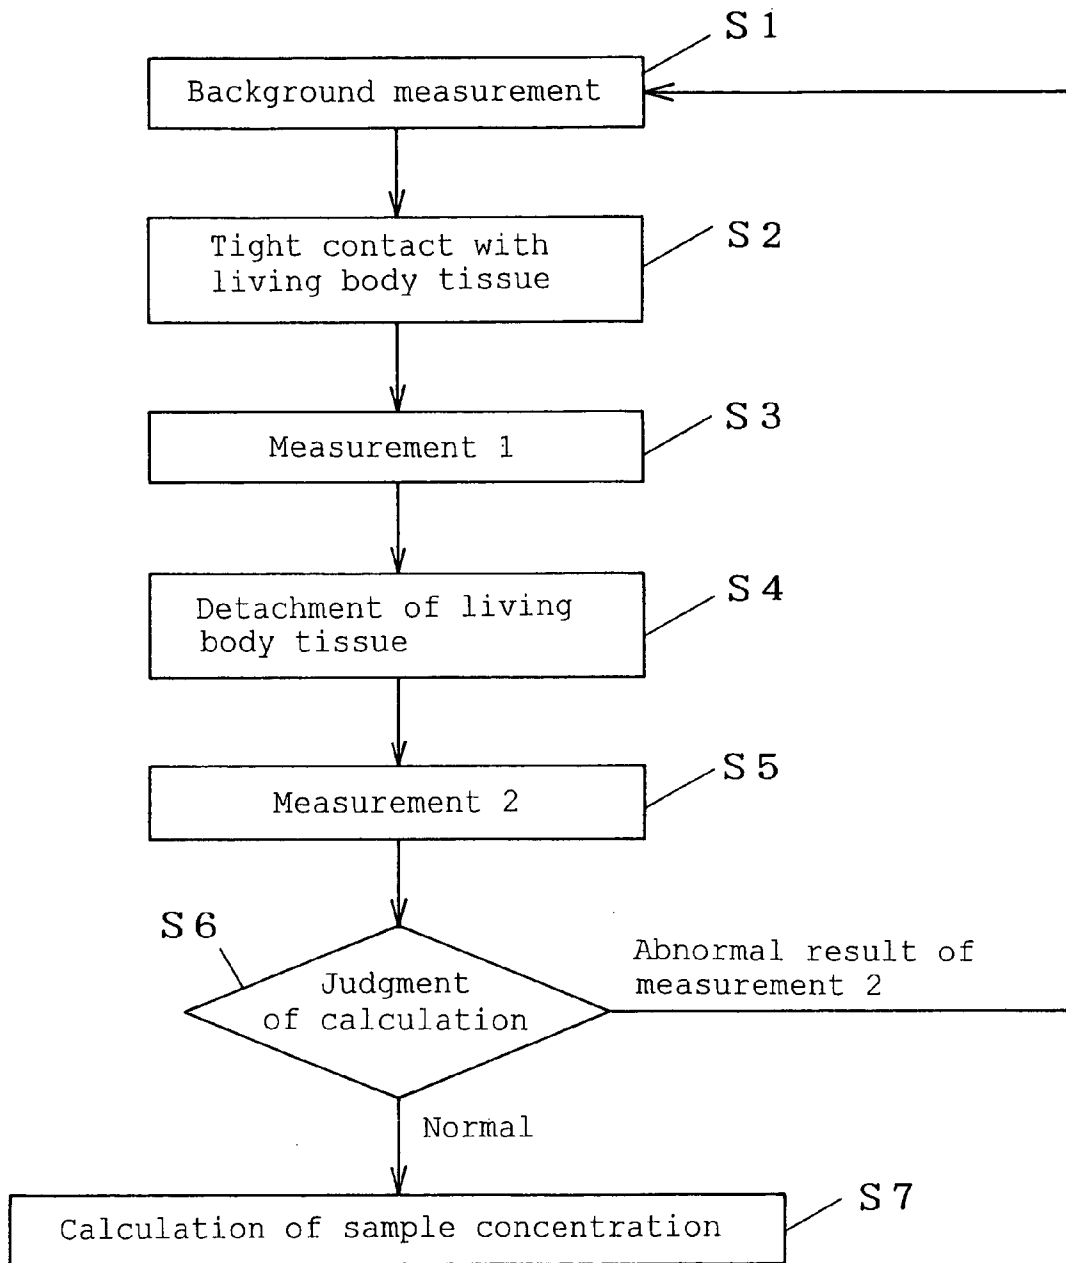 S1
Background measurement
S2
Tight contact with
living body tissue
S3
Measurement 1
S4
Detachment of living
body tissue
S5
Measurement 2
S6
Judgment
of calculation
Abnormal result of
measurement 2
Normal
S7
Calculation of sample concentration